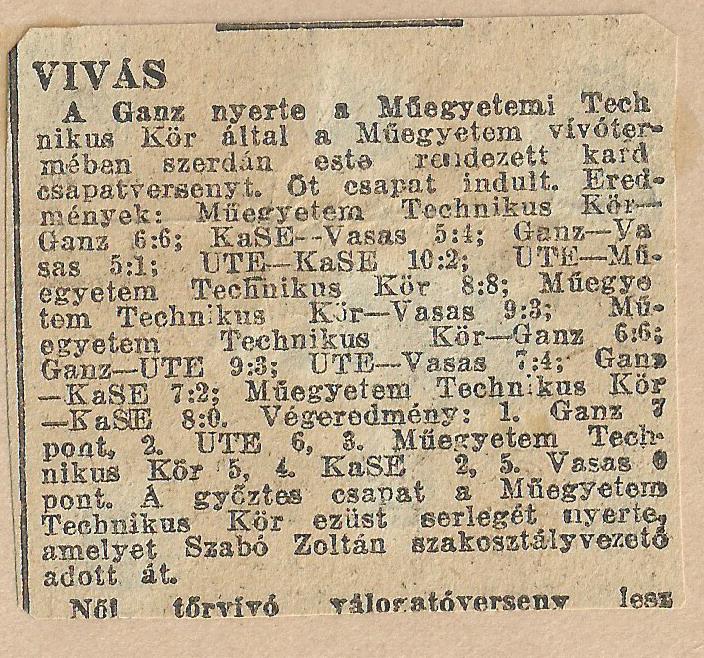 VIVÁS
A Ganz nyerte a Műegyetemi Tech
nikus Kör által a Műegyetem vívóter-
mében szerdán este rendezett kard
csapatversenyt. Öt csapat indult. Ered-
mények: Műegyetem Technikus Kör—
Ganz 6:6; KaSE--Vasas 5:4; Ganz—Va
sas 5:1; UTE—KaSE 10:2; UTE—Mű-
egyetem Technikus Kör 8:8; Műegye
tem Technikus Kör—Vasas 9:3; Mű-
egyetem Technikus Kör—Ganz 6:6;
Ganz—UTE 9:3; UTE—Vasas 7:4; Ganz
—KaSE 7:2; Műegyetem Technikus Kör
—KaSE 8:0. Végeredmény: 1. Ganz 7
pont, 2. UTE 6, 3. Műegyetem Tech-
nikus Kör 5, 4. KaSE 2, 5. Vasas 0
pont. A győztes csapat a Műegyetem
Technikus Kör ezüst serlegét nyerte,
amelyet Szabó Zoltán szakosztályvezető
adott át.
Női tőrvívó válogatóverseny lesz